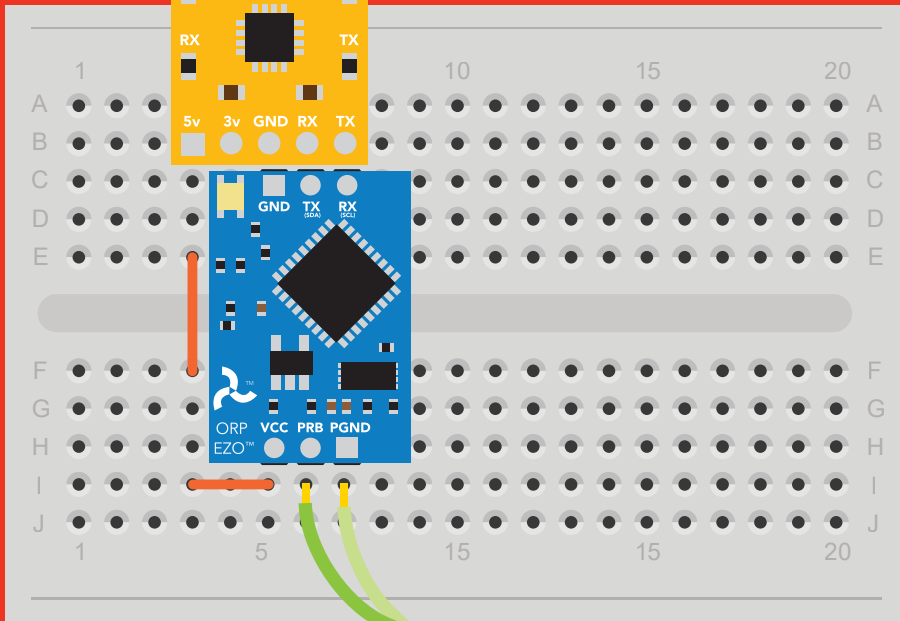 RX TX
1 10 15 20
A A
5v 3v GND RX TX
B B
C C
GND TX RX
(SDA) (SCL)
D D
E E
F F
TM
G G
ORP VCC PRB PGND
H H
EZO™
I I
J J
1 5 15 15 20